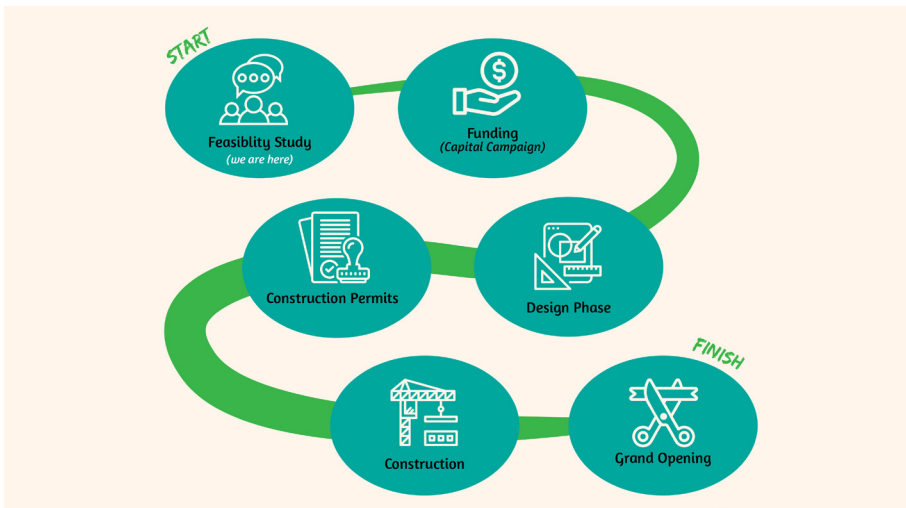 START
Feasiblity Study
(we are here)
$
Funding
(Capital Campaign)
Construction Permits
Design Phase
FINISH
Construction
Grand Opening